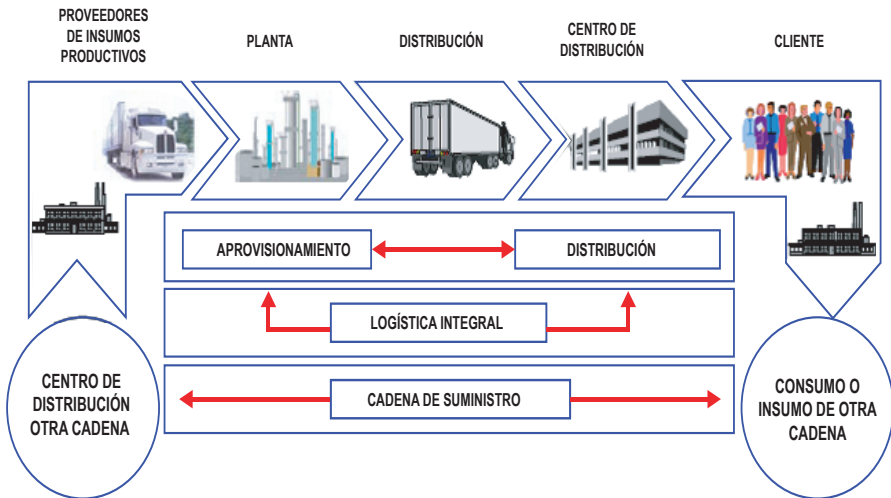 PROVEEDORES
DE INSUMOS
PRODUCTIVOS
PLANTA
DISTRIBUCIÓN
CENTRO DE
DISTRIBUCIÓN
CLIENTE
APROVISIONAMIENTO
DISTRIBUCIÓN
LOGÍSTICA INTEGRAL
CADENA DE SUMINISTRO
CENTRO DE
DISTRIBUCIÓN
OTRA CADENA
CONSUMO O
INSUMO DE OTRA
CADENA